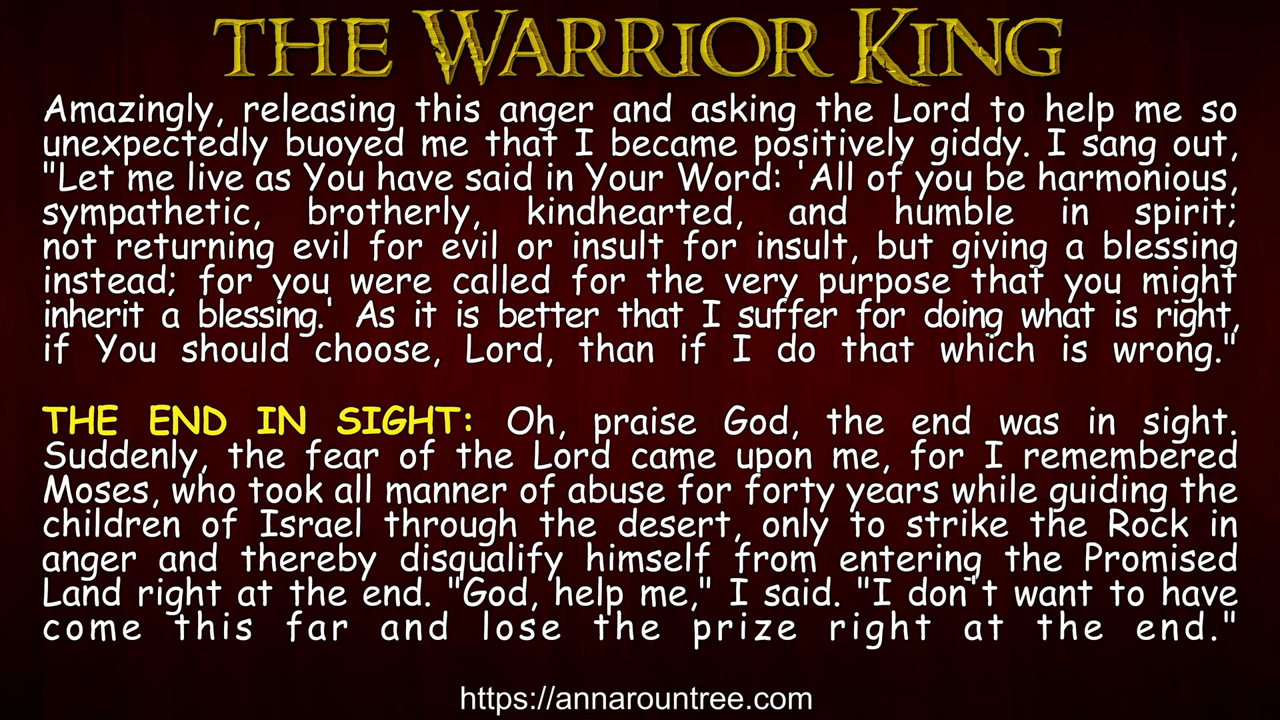 THE WARRIOR KING
Amazingly, releasing this anger and asking the Lord to help me so
unexpectedly buoyed me that I became positively giddy. I sang out,
"Let me live as You have said in Your Word: 'All of you be harmonious,
sympathetic, brotherly, kindhearted, and humble in spirit;
not returning evil for evil or insult for insult, but giving a blessing
instead; for you were called for the very purpose that you might
inherit a blessing.' As it is better that I suffer for doing what is right,
if You should choose, Lord, than if I do that which is wrong."
THE END IN SIGHT: Oh, praise God, the end was in sight.
Suddenly, the fear of the Lord came upon me, for I remembered
Moses, who took all manner of abuse for forty years while guiding the
children of Israel through the desert, only to strike the Rock in
anger and thereby disqualify himself from entering the Promised
Land right at the end. "God, help me," I said. "I don't want to have
come this far and lose the prize right at the end."
https://annarountree.com